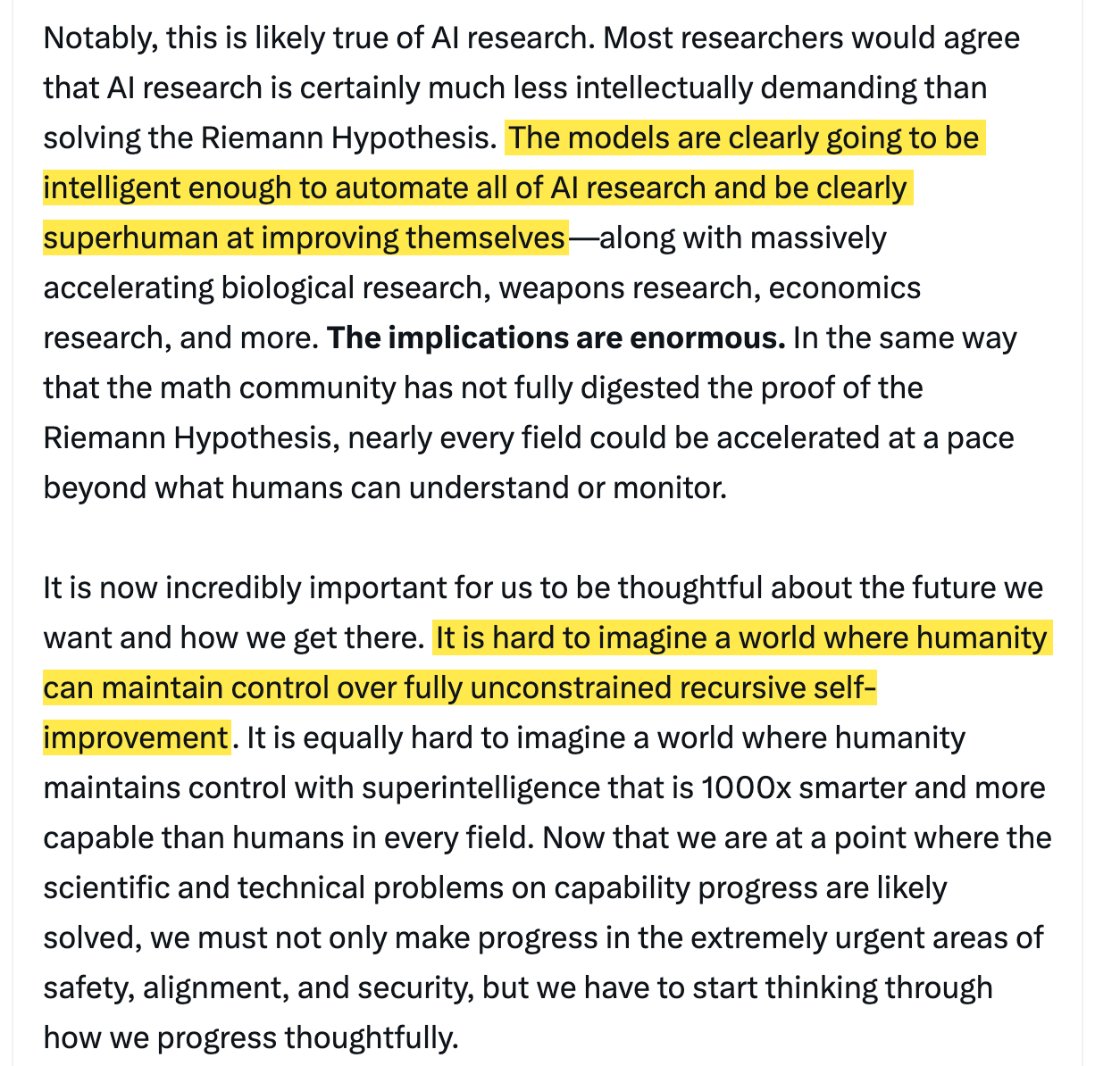 Notably, this is likely true of AI research. Most researchers would agree
that AI research is certainly much less intellectually demanding than
solving the Riemann Hypothesis. The models are clearly going to be
intelligent enough to automate all of AI research and be clearly
superhuman at improving themselves—along with massively
accelerating biological research, weapons research, economics
research, and more. The implications are enormous. In the same way
that the math community has not fully digested the proof of the
Riemann Hypothesis, nearly every field could be accelerated at a pace
beyond what humans can understand or monitor.
It is now incredibly important for us to be thoughtful about the future we
want and how we get there. It is hard to imagine a world where humanity
can maintain control over fully unconstrained recursive self-
improvement. It is equally hard to imagine a world where humanity
maintains control with superintelligence that is 1000x smarter and more
capable than humans in every field. Now that we are at a point where the
scientific and technical problems on capability progress are likely
solved, we must not only make progress in the extremely urgent areas of
safety, alignment, and security, but we have to start thinking through
how we progress thoughtfully.